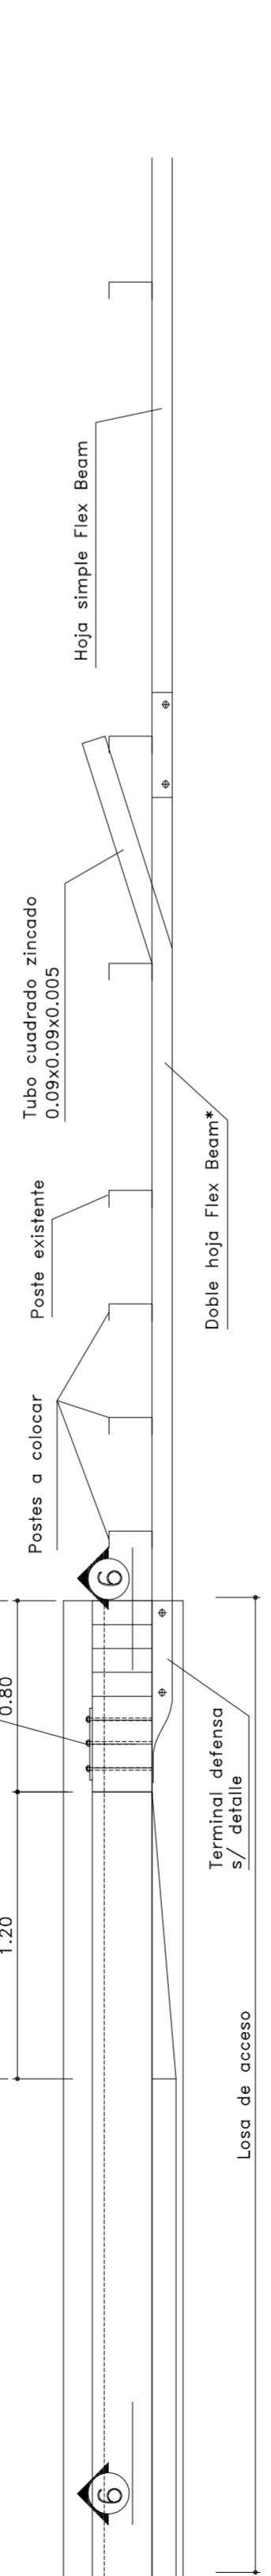 Hoja simple Flex Beam
Tubo cuadrado zincado
0.09x0.09x0.005
Poste existente
Doble hoja Flex Beam*
Postes a colocar
6
0.80
Terminal defensa
s/ detalle
1.20
Losa de acceso
6